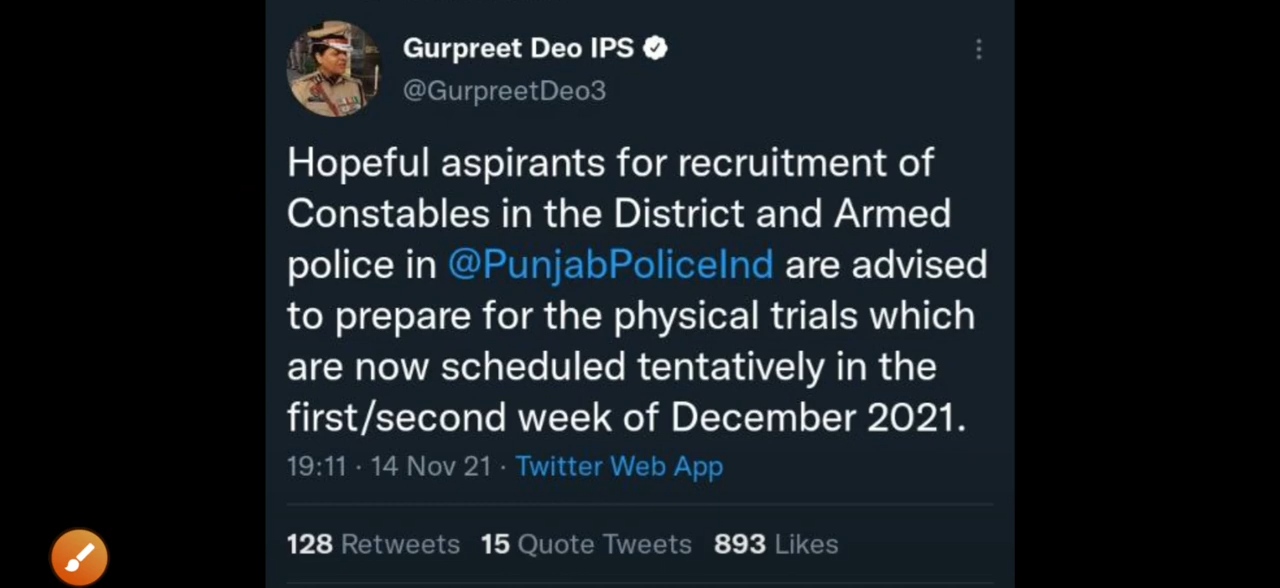 Gurpreet Deo IPS
@GurpreetDeo3
Hopeful aspirants for recruitment of
Constables in the District and Armed
police in @PunjabPoliceInd are advised
to prepare for the physical trials which
are now scheduled tentatively in the
first/second week of December 2021.
19:11 · 14 Nov 21 · Twitter Web App
128 Retweets 15 Quote Tweets 893 Likes